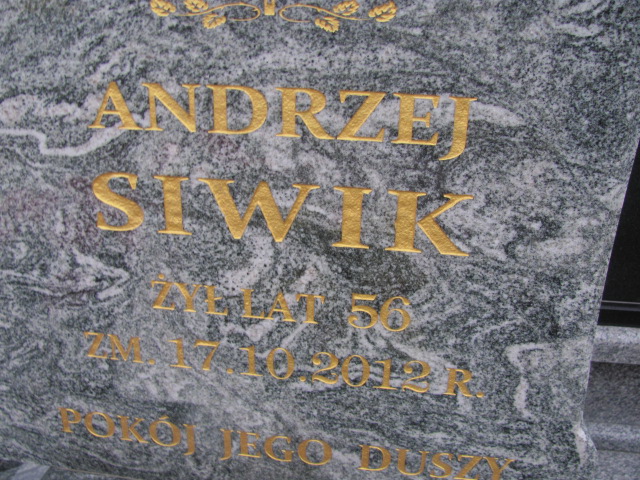 ANDRZEJ
SIWIK
ŻYŁ LAT 56
ZM. 17.10.2012 R.
POKÓJ JEGO DUSZY